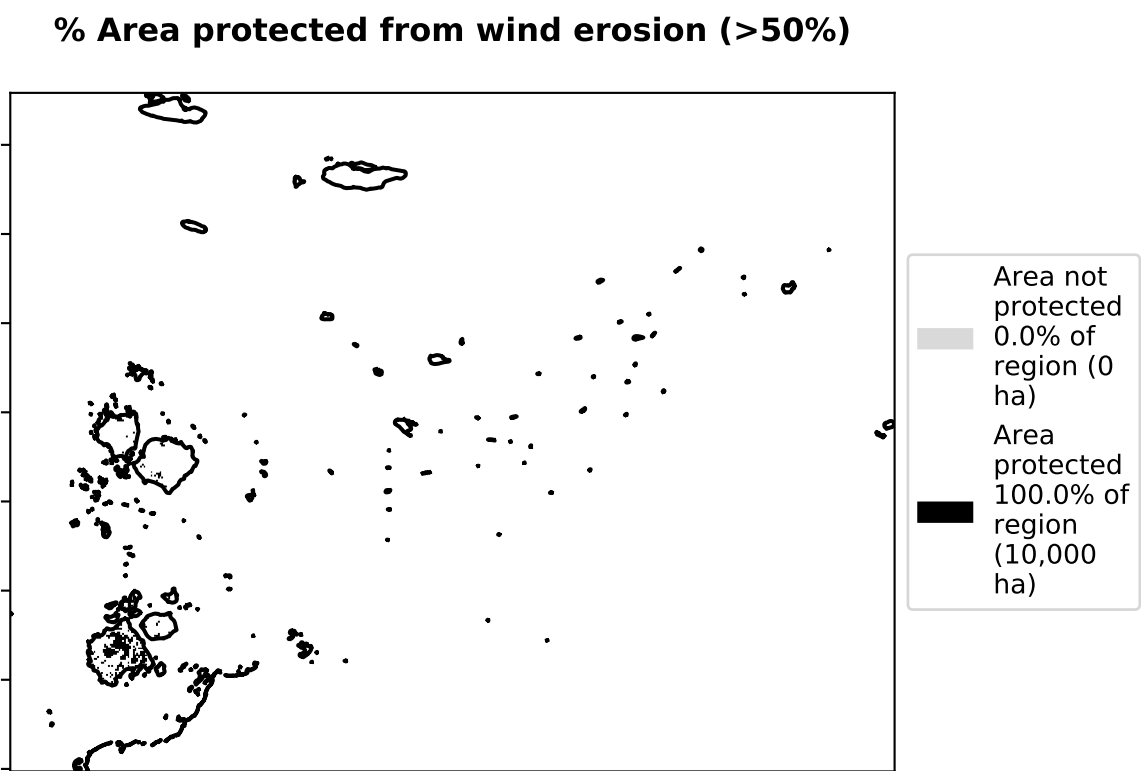 % Area protected from wind erosion (>50%)
Area not
protected
0.0% of
region (0
ha)
Area
protected
100.0% of
region
(10,000
ha)